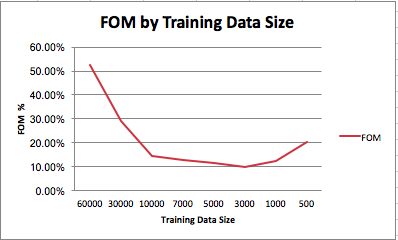 FOM by Training Data Size
60.00%
50.00%
40.00%
30.00%
20.00%
10.00%
0.00%
FOM %
60000 30000 10000 7000 5000 3000 1000 500
Training Data Size
FOM